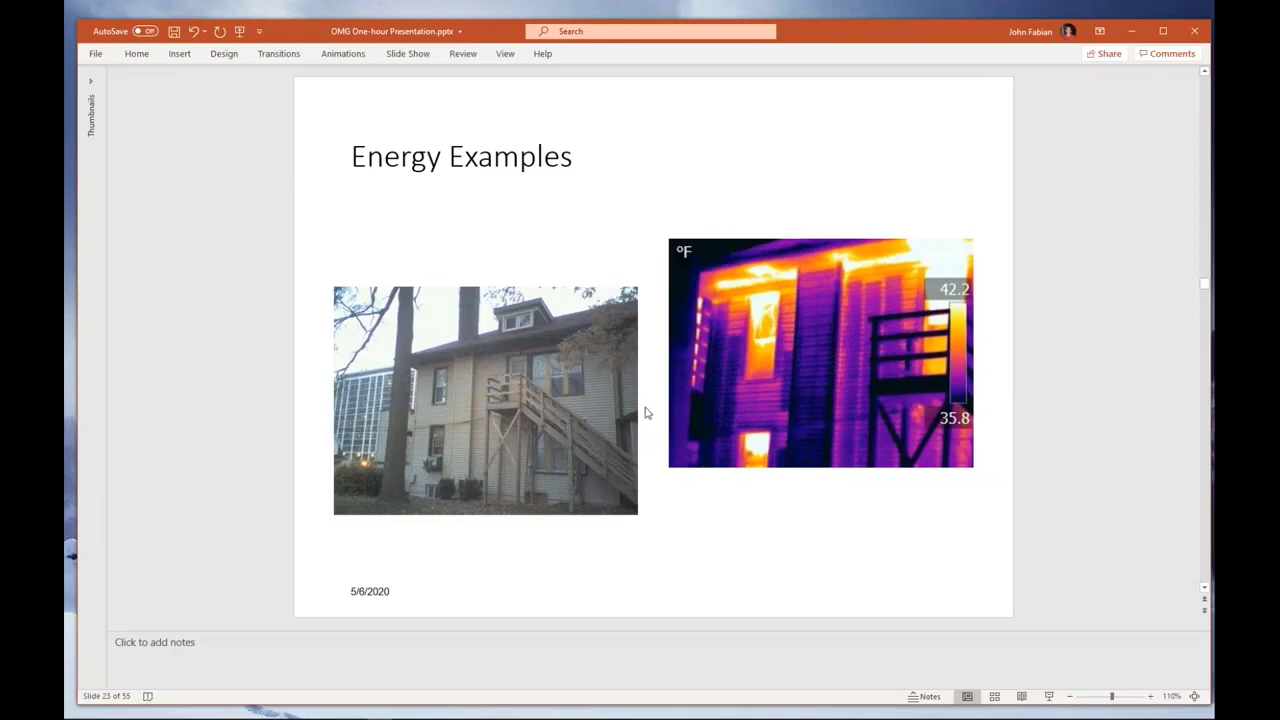 AutoSave Off
OMG One-hour Presentation.pptx
Search
John Fabian
File Home Insert Design Transitions Animations Slide Show Review View Help
Share Comments
Thumbnails
Energy Examples
°F
42.2
35.8
5/6/2020
Click to add notes
Slide 23 of 55
Notes
110%